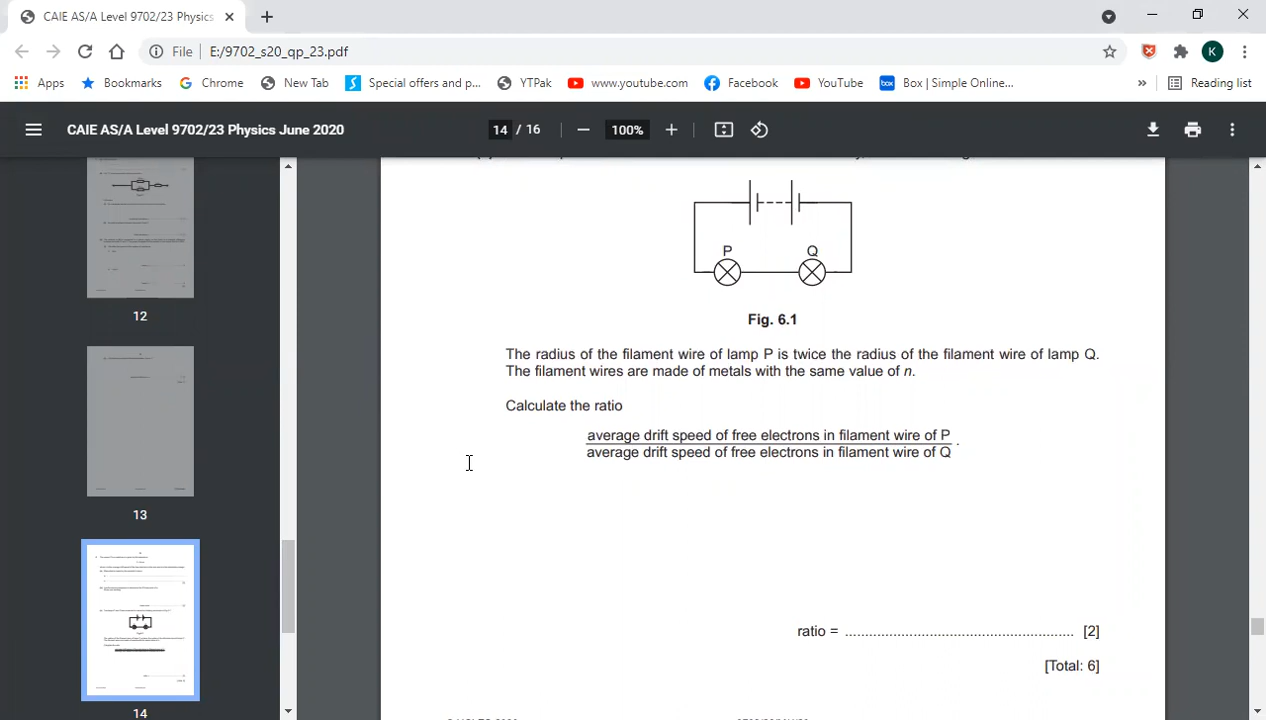 CAIE AS/A Level 9702/23 Physics
File E:/9702_s20_qp_23.pdf
K
Apps Bookmarks Chrome New Tab Special offers and p... YTPak www.youtube.com Facebook YouTube Box | Simple Online... » Reading list
CAIE AS/A Level 9702/23 Physics June 2020 14 / 16 100%
P Q
Fig. 6.1
The radius of the filament wire of lamp P is twice the radius of the filament wire of lamp Q.
The filament wires are made of metals with the same value of n.
Calculate the ratio
average drift speed of free electrons in filament wire of P
average drift speed of free electrons in filament wire of Q .
ratio = ................................................ [2]
[Total: 6]
12
13
14